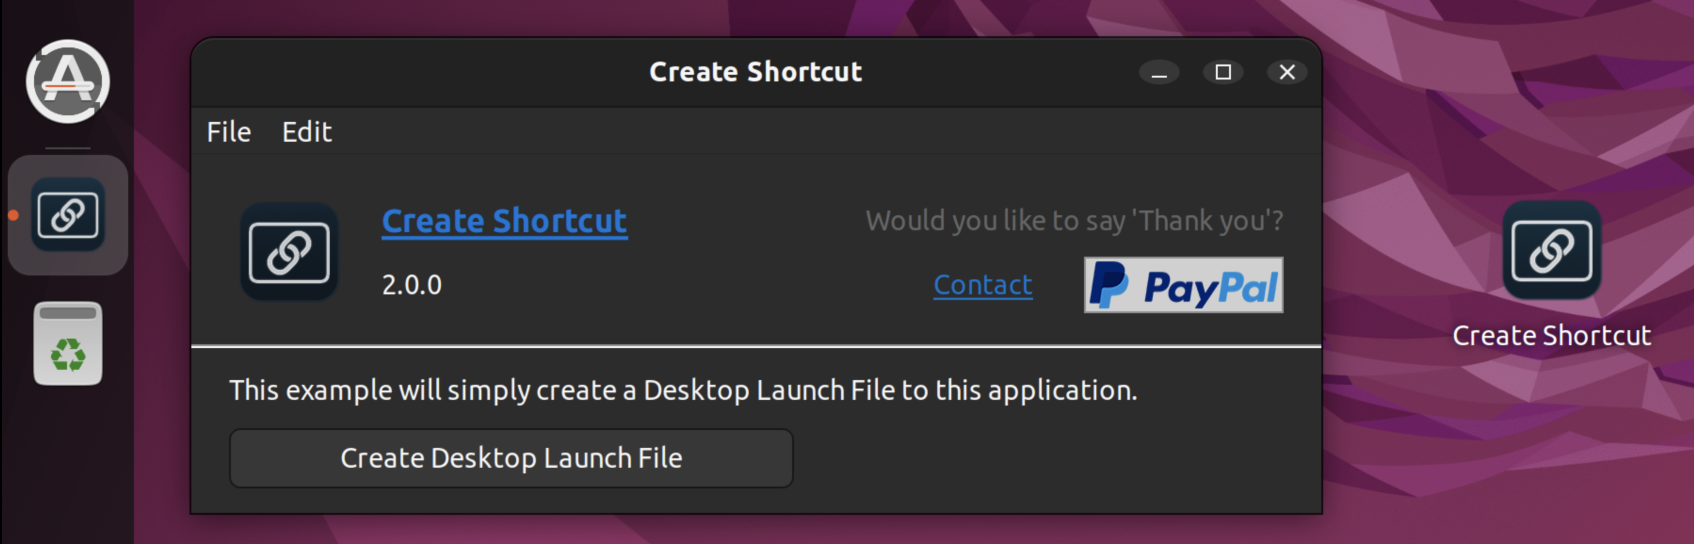 Create Shortcut
File Edit
Create Shortcut
Would you like to say 'Thank you'?
2.0.0
Contact
PayPal
Create Shortcut
This example will simply create a Desktop Launch File to this application.
Create Desktop Launch File